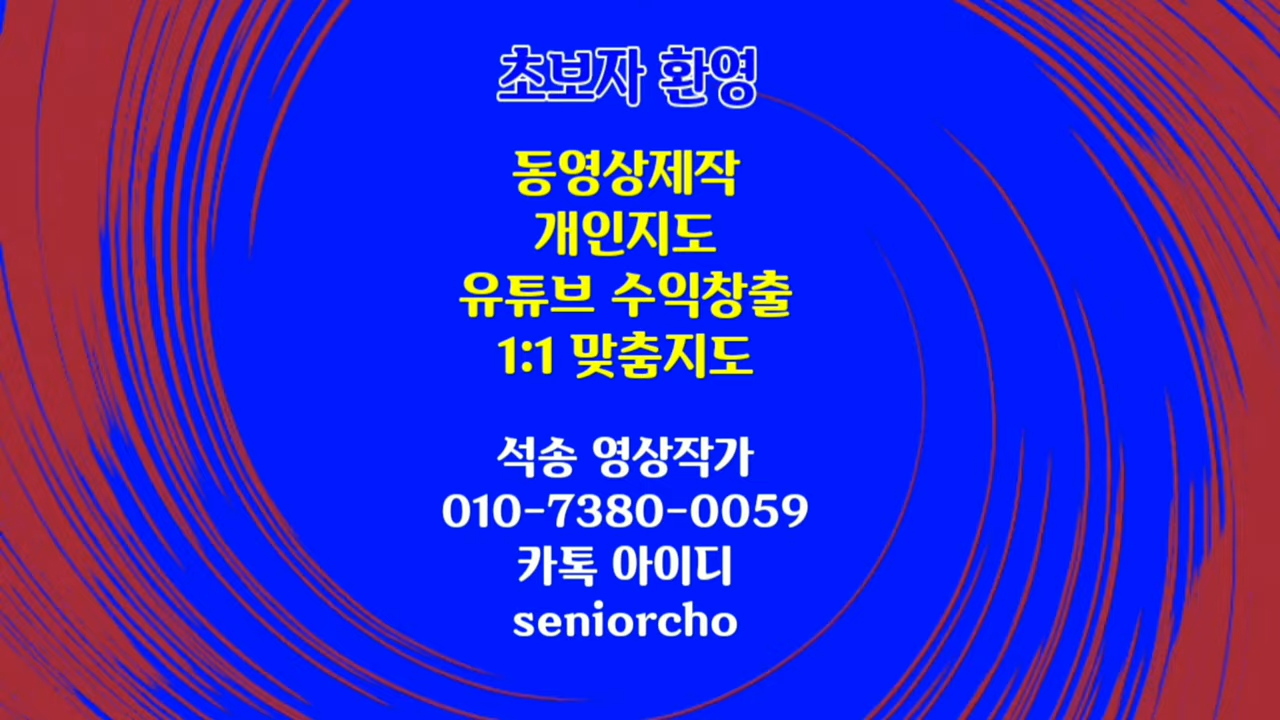 초보자 환영
동영상제작
개인지도
유튜브 수익창출
1:1 맞춤지도
석송 영상작가
010-7380-0059
카톡 아이디
seniorcho